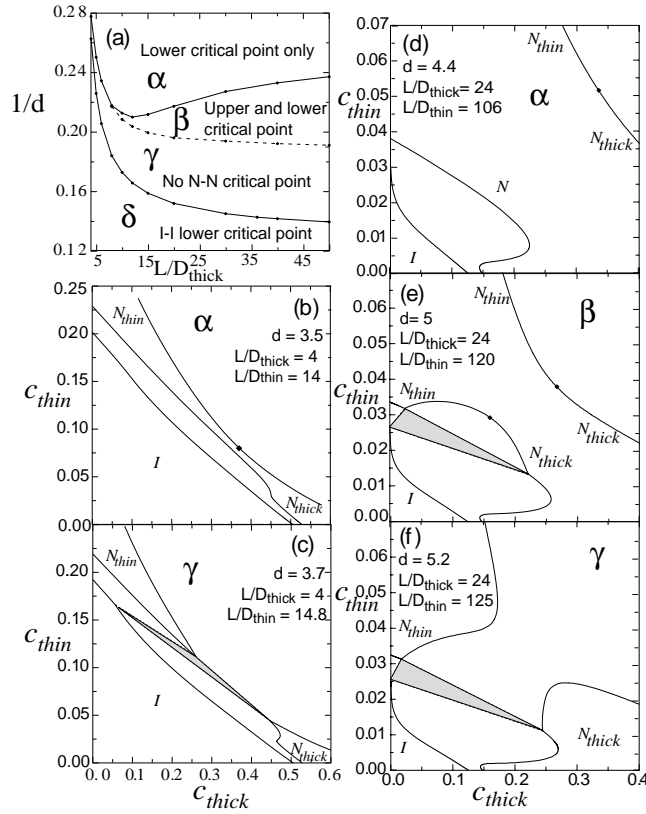 (a)
Lower critical point only
α
1/d
Upper and lower
critical point
β
γ
No N-N critical point
δ
I-I lower critical point
0.28
0.24
0.20
0.16
0.12
5 15 25 35 45
L/D_thick
(b)
α
N_thin
d = 3.5
L/D_thick = 4
L/D_thin = 14
c_thin
I
N_thick
0.25
0.20
0.15
0.10
0.05
0.00
(c)
γ
N_thin
d = 3.7
L/D_thick = 4
L/D_thin = 14.8
c_thin
I
N_thick
0.20
0.15
0.10
0.05
0.00
0.0 0.1 0.2 0.3 0.4 0.5 0.6
c_thick
(d)
d = 4.4
L/D_thick= 24
L/D_thin = 106
α
N_thin
N_thick
c_thin
N
I
0.07
0.06
0.05
0.04
0.03
0.02
0.01
0.00
(e)
d= 5
L/D_thick= 24
L/D_thin = 120
β
N_thin
c_thin
N_thin
N_thick
N_thick
I
0.06
0.05
0.04
0.03
0.02
0.01
0.00
(f)
d = 5.2
L/D_thick= 24
L/D_thin = 125
γ
c_thin
N_thin
I
N_thick
0.06
0.05
0.04
0.03
0.02
0.01
0.00
0.0 0.1 0.2 0.3 0.4
c_thick